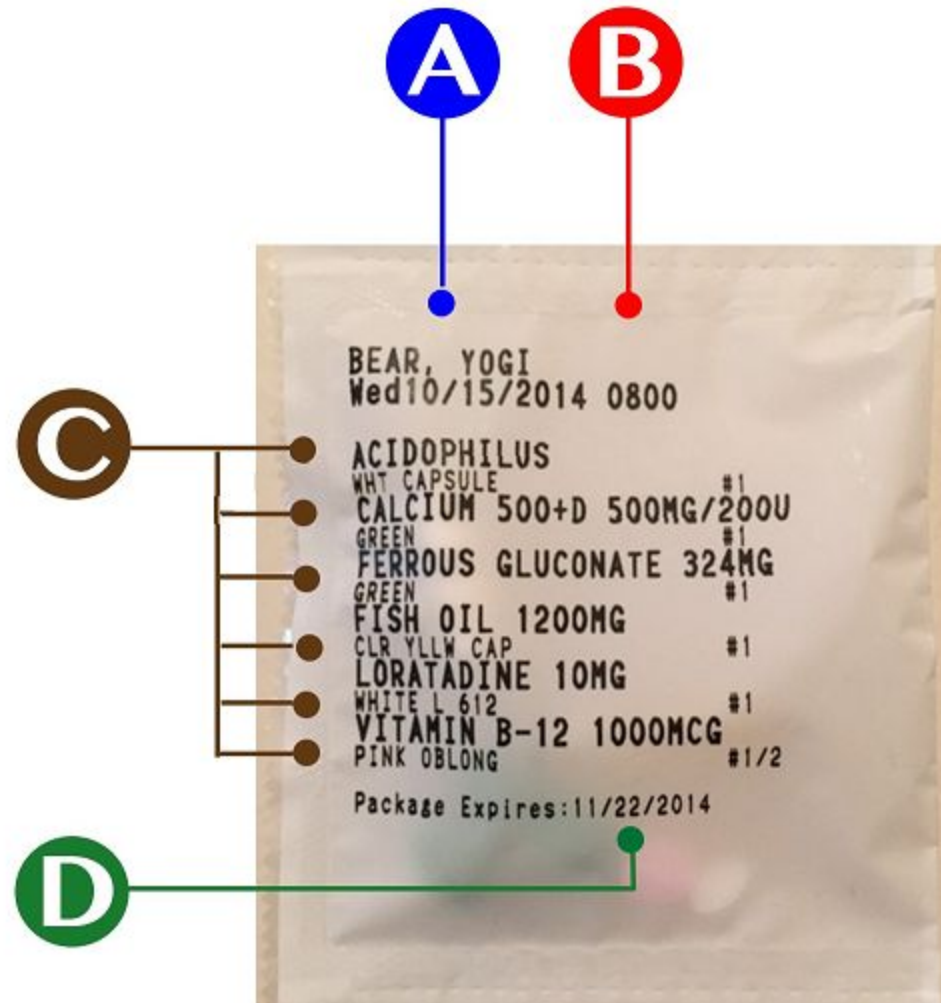 A B
BEAR, YOGI
Wed10/15/2014 0800
C
ACIDOPHILUS
WHT CAPSULE #1
CALCIUM 500+D 500MG/200U
GREEN #1
FERROUS GLUCONATE 324MG
GREEN #1
FISH OIL 1200MG
CLR YLLW CAP #1
LORATADINE 10MG
WHITE L 612 #1
VITAMIN B-12 1000MCG
PINK OBLONG #1/2
Package Expires:11/22/2014
D